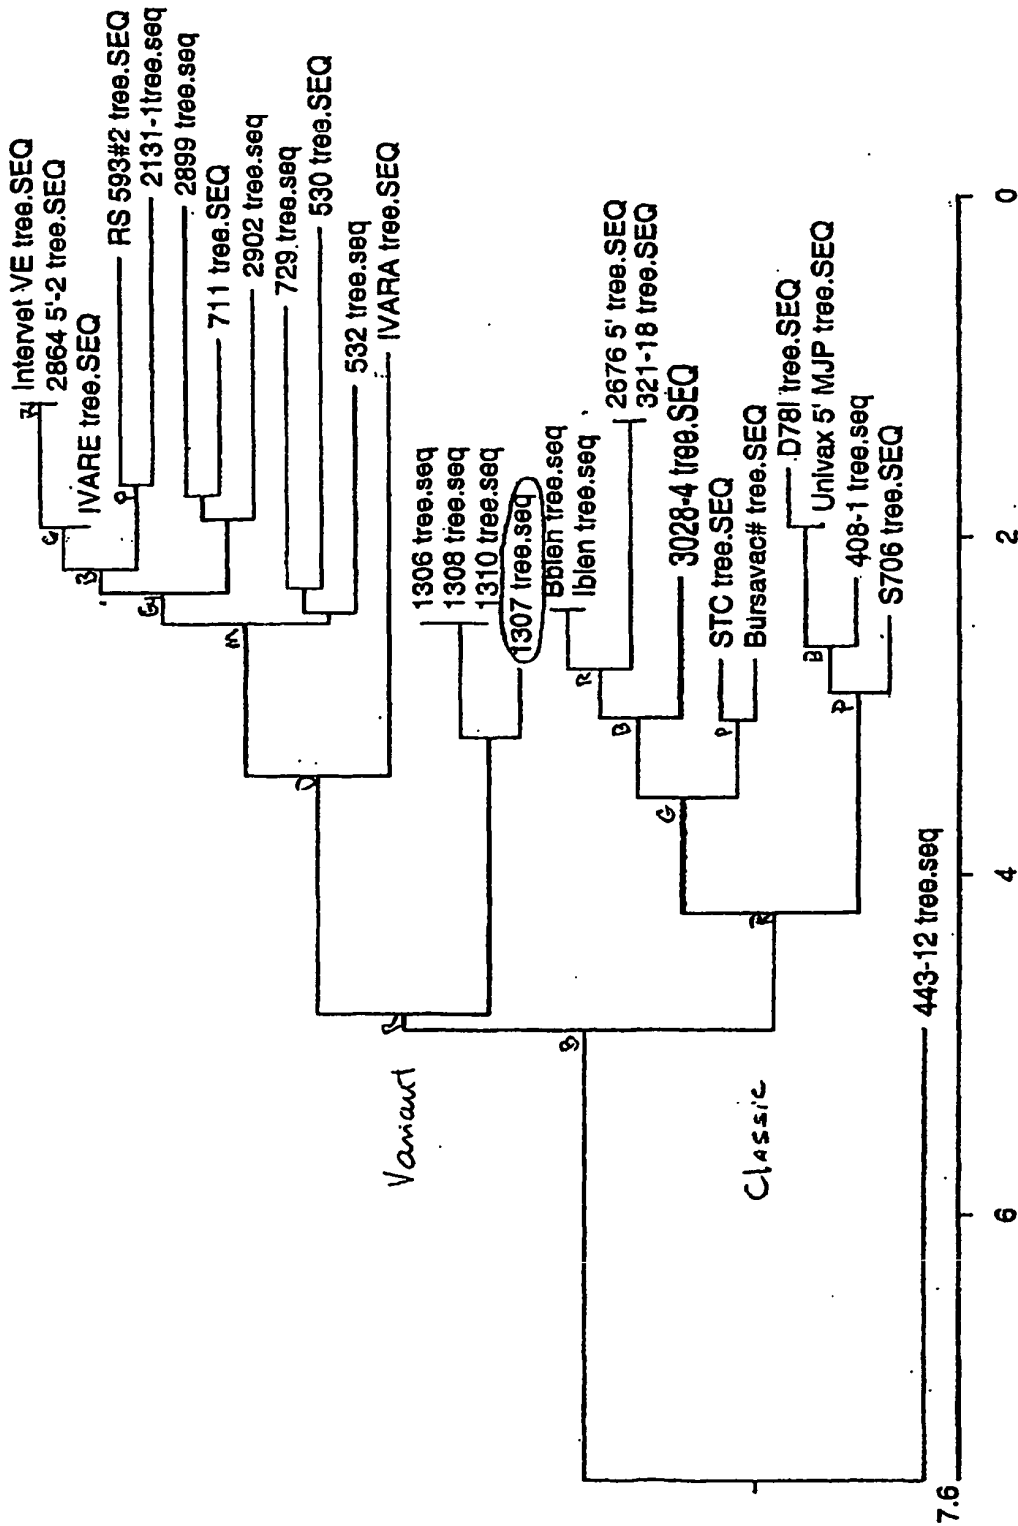 Intervet VE tree.SEQ
2864 5'-2 tree.SEQ
IVARE tree.SEQ
RS 593#2 tree.SEQ
2131-1tree.seq
2899 tree.seq
711 tree.SEQ
2902 tree.seq
729.tree.seq
530 tree.SEQ
532 tree.seq
IVARA tree.SEQ
1306 tree.seq
1308 tree.seq
1310 tree.seq
1307 tree.seq
Bblen tree.seq
Iblen tree.seq
2676 5' tree.SEQ
321-18 tree.SEQ
3028-4 tree.SEQ
STC tree.SEQ
Bursavac# tree.SEQ
D78I tree.SEQ
Univax 5' MJP tree.SEQ
408-1 tree.seq
S706 tree.SEQ
443-12 tree.seq
Variant
Classic
G
B
G
M
B
R
B
P
G
B
P
R
7.6
6
4
2
0